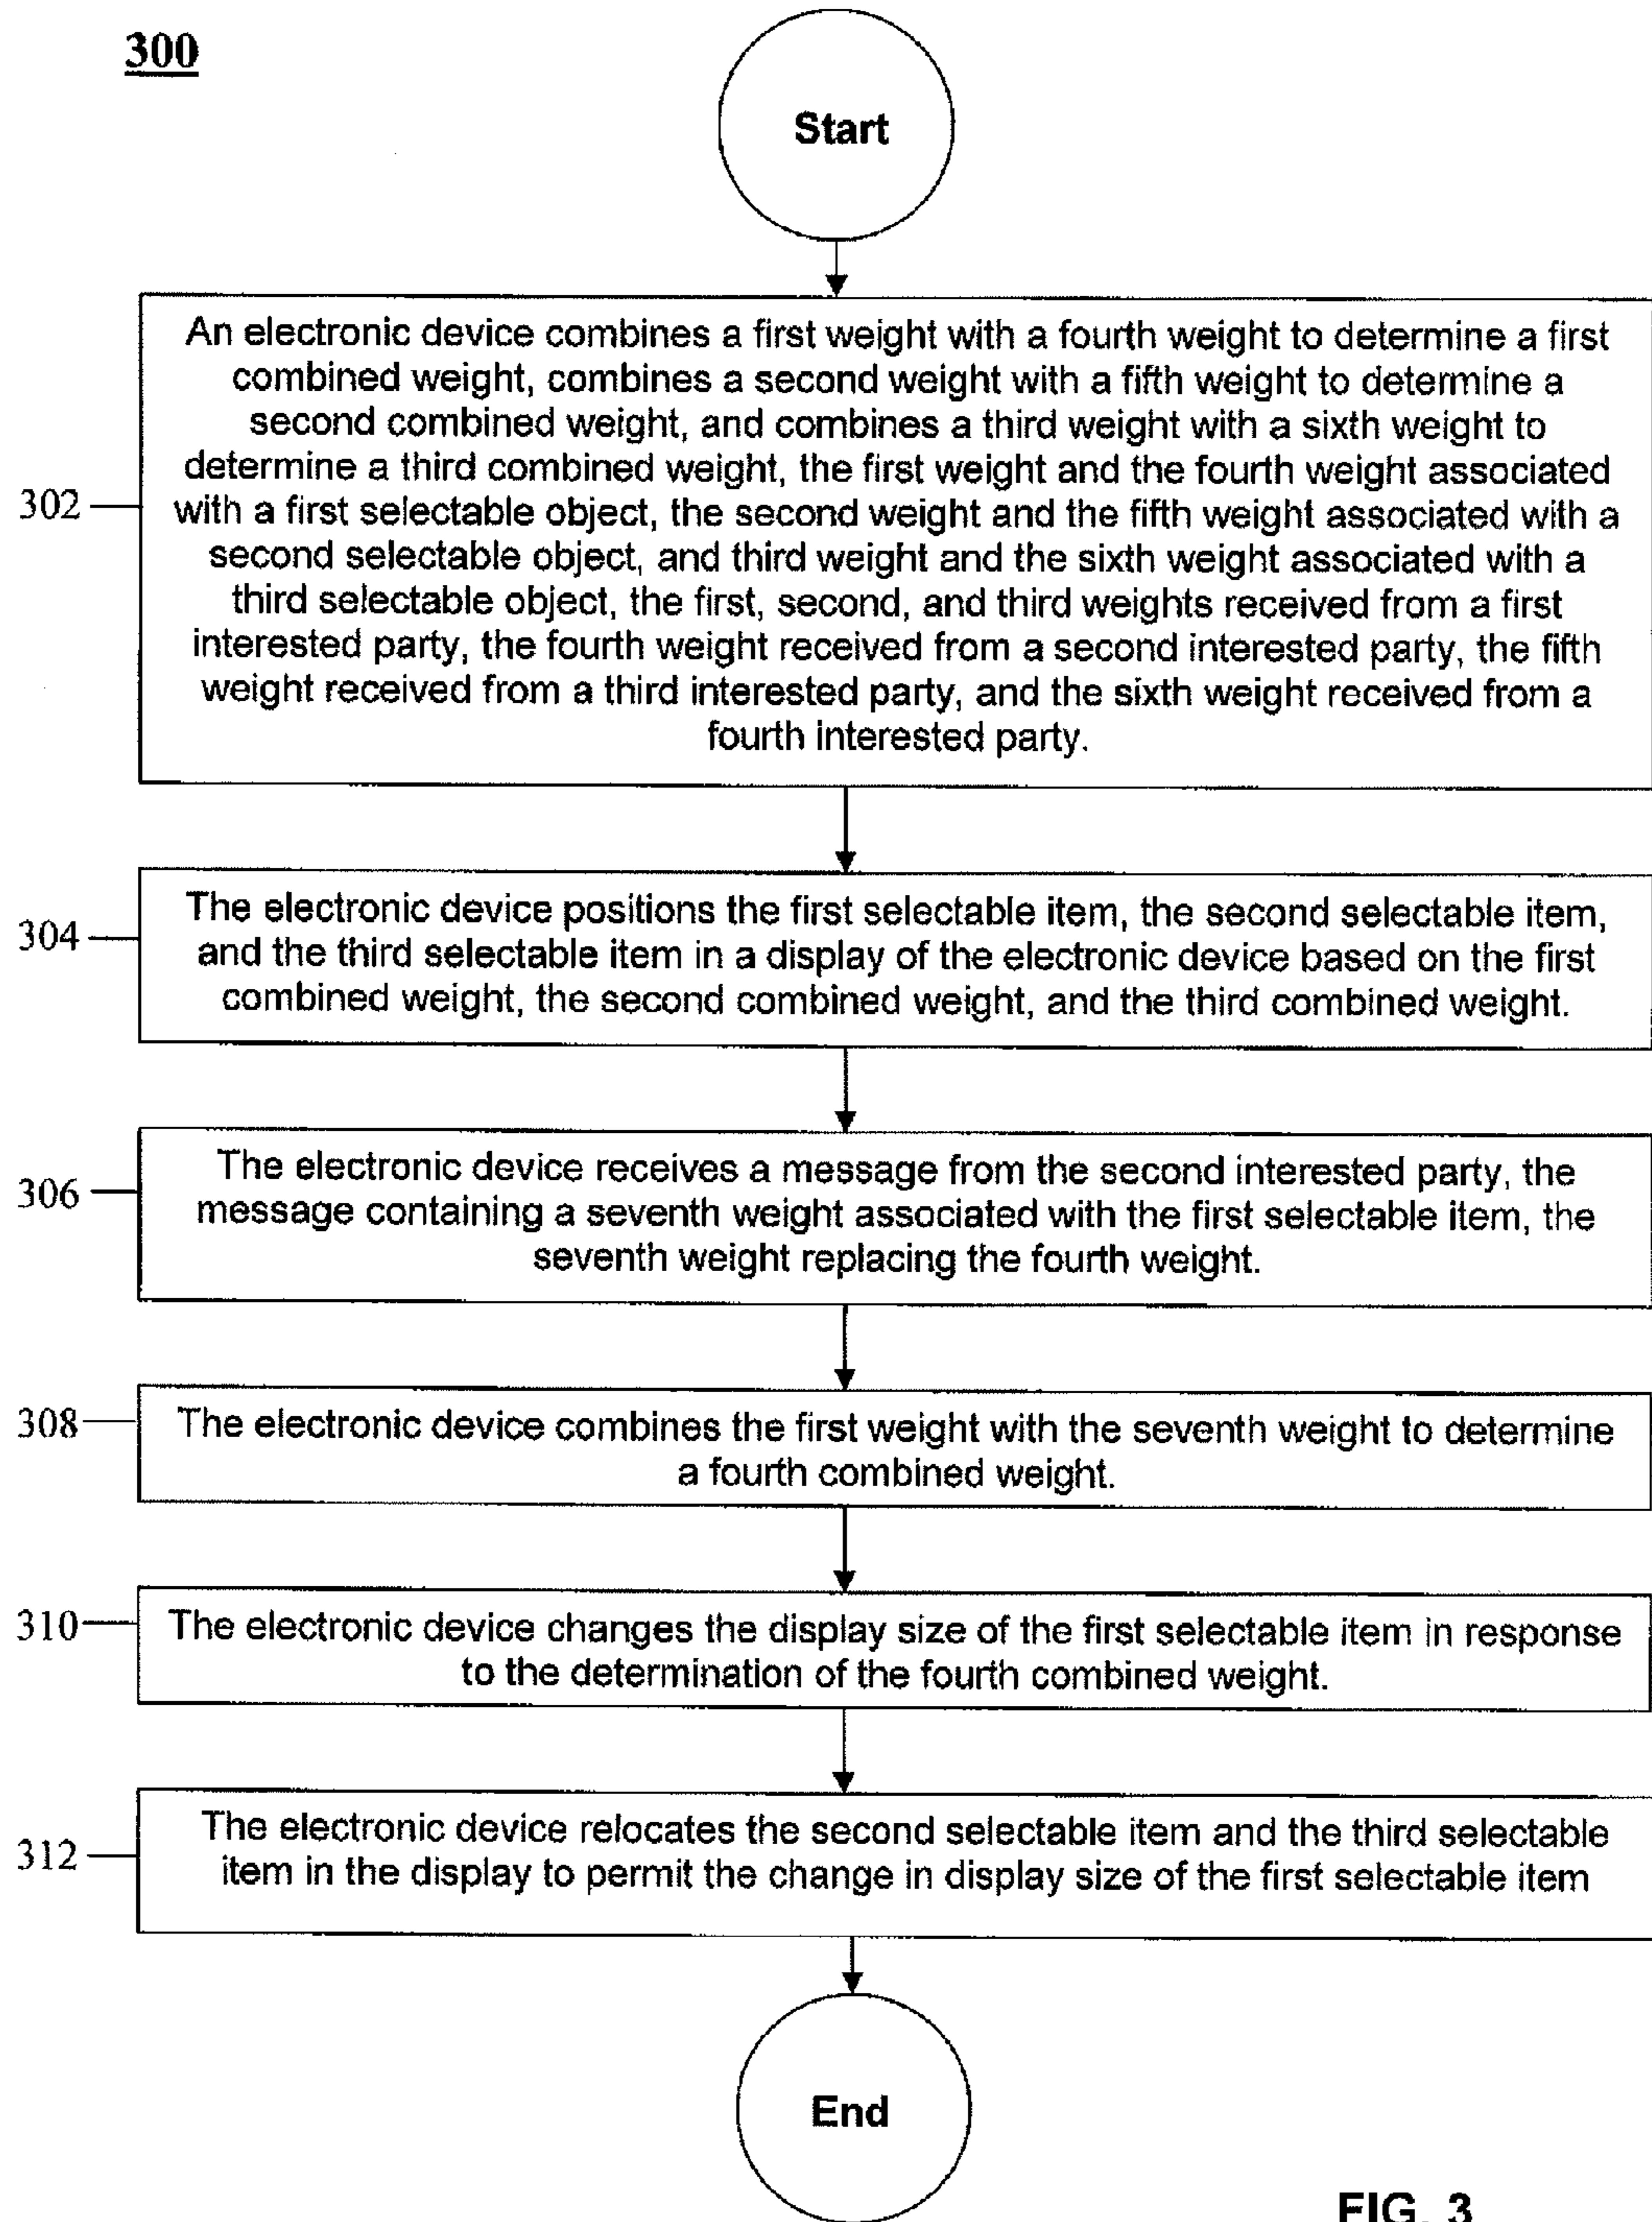 300
Start
302
An electronic device combines a first weight with a fourth weight to determine a first
combined weight, combines a second weight with a fifth weight to determine a
second combined weight, and combines a third weight with a sixth weight to
determine a third combined weight, the first weight and the fourth weight associated
with a first selectable object, the second weight and the fifth weight associated with a
second selectable object, and third weight and the sixth weight associated with a
third selectable object, the first, second, and third weights received from a first
interested party, the fourth weight received from a second interested party, the fifth
weight received from a third interested party, and the sixth weight received from a
fourth interested party.
304
The electronic device positions the first selectable item, the second selectable item,
and the third selectable item in a display of the electronic device based on the first
combined weight, the second combined weight, and the third combined weight.
306
The electronic device receives a message from the second interested party, the
message containing a seventh weight associated with the first selectable item, the
seventh weight replacing the fourth weight.
308
The electronic device combines the first weight with the seventh weight to determine
a fourth combined weight.
310
The electronic device changes the display size of the first selectable item in response
to the determination of the fourth combined weight.
312
The electronic device relocates the second selectable item and the third selectable
item in the display to permit the change in display size of the first selectable item
End
FIG. 3